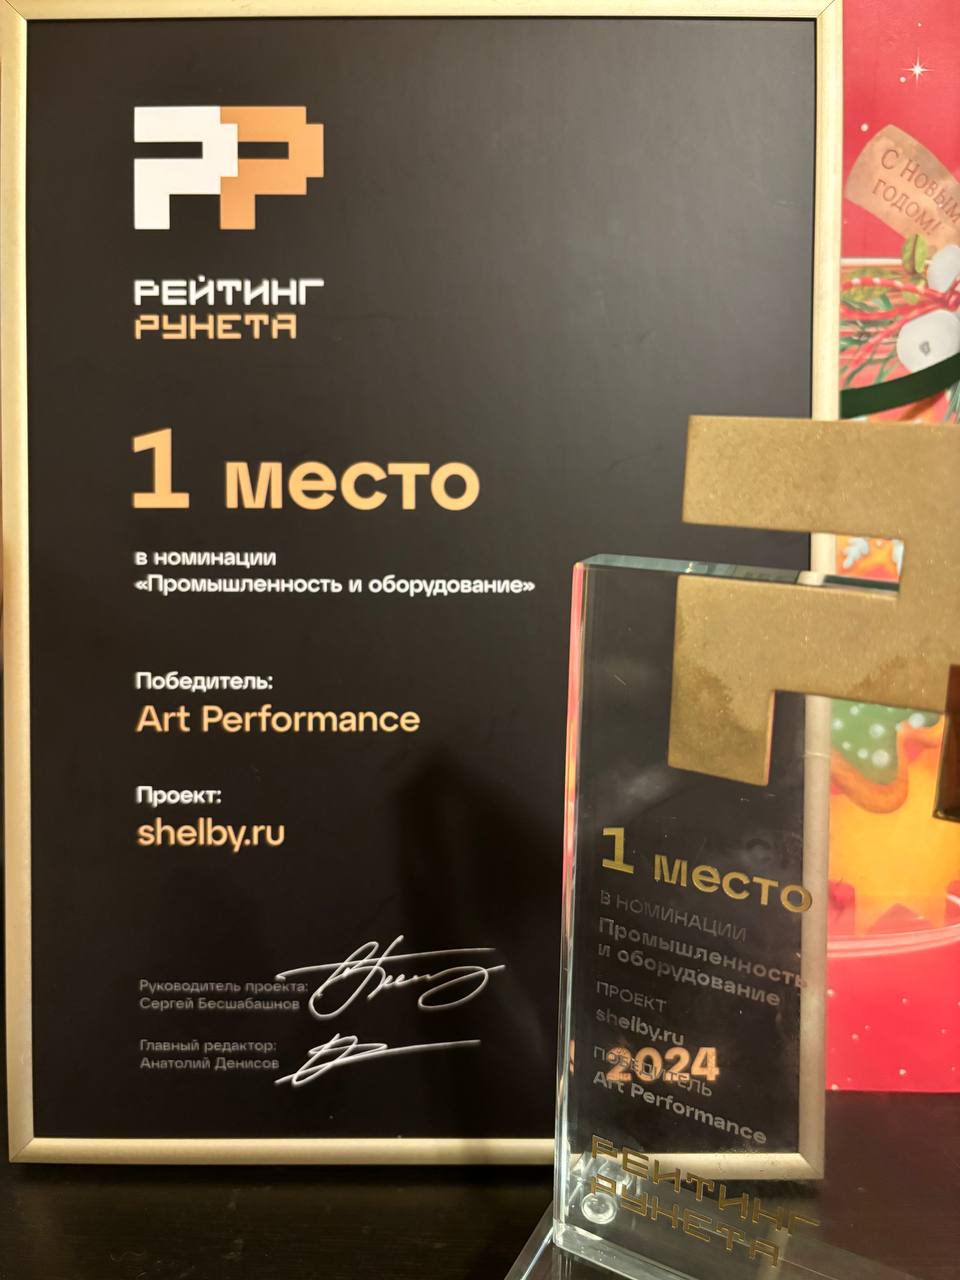 РЕЙТИНГ
РУНЕТА
1 место
в номинации
«Промышленность и оборудование»
Победитель:
Art Performance
Проект:
shelby.ru
Руководитель проекта:
Сергей Бесшабашнов
Главный редактор:
Анатолий Денисов
2024
1 место
В НОМИНАЦИИ
Промышленность
и оборудование
ПРОЕКТ
shelby.ru
ПОБЕДИТЕЛЬ
Art Performance
РЕЙТИНГ
РУНЕТА
С Новым
годом!